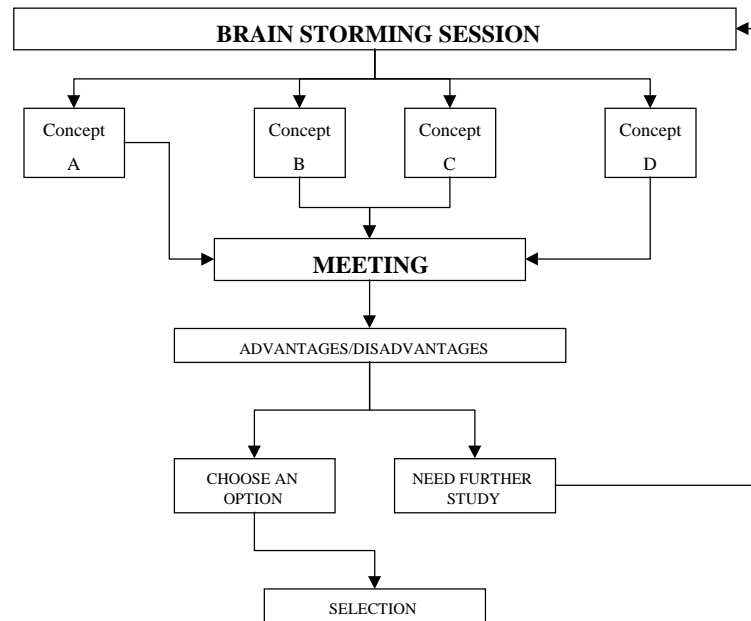 BRAIN STORMING SESSION
Concept
A
Concept
B
Concept
C
Concept
D
MEETING
ADVANTAGES/DISADVANTAGES
CHOOSE AN
OPTION
NEED FURTHER
STUDY
SELECTION